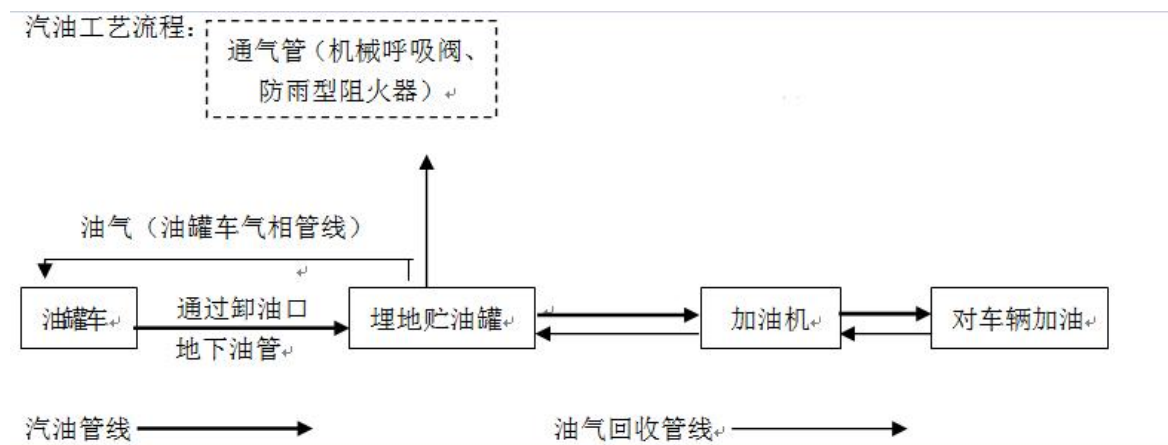 汽油工艺流程：
通气管（机械呼吸阀、
防雨型阻火器）
油气（油罐车气相管线）
油罐车
通过卸油口
地下油管
埋地贮油罐
加油机
对车辆加油
汽油管线
油气回收管线